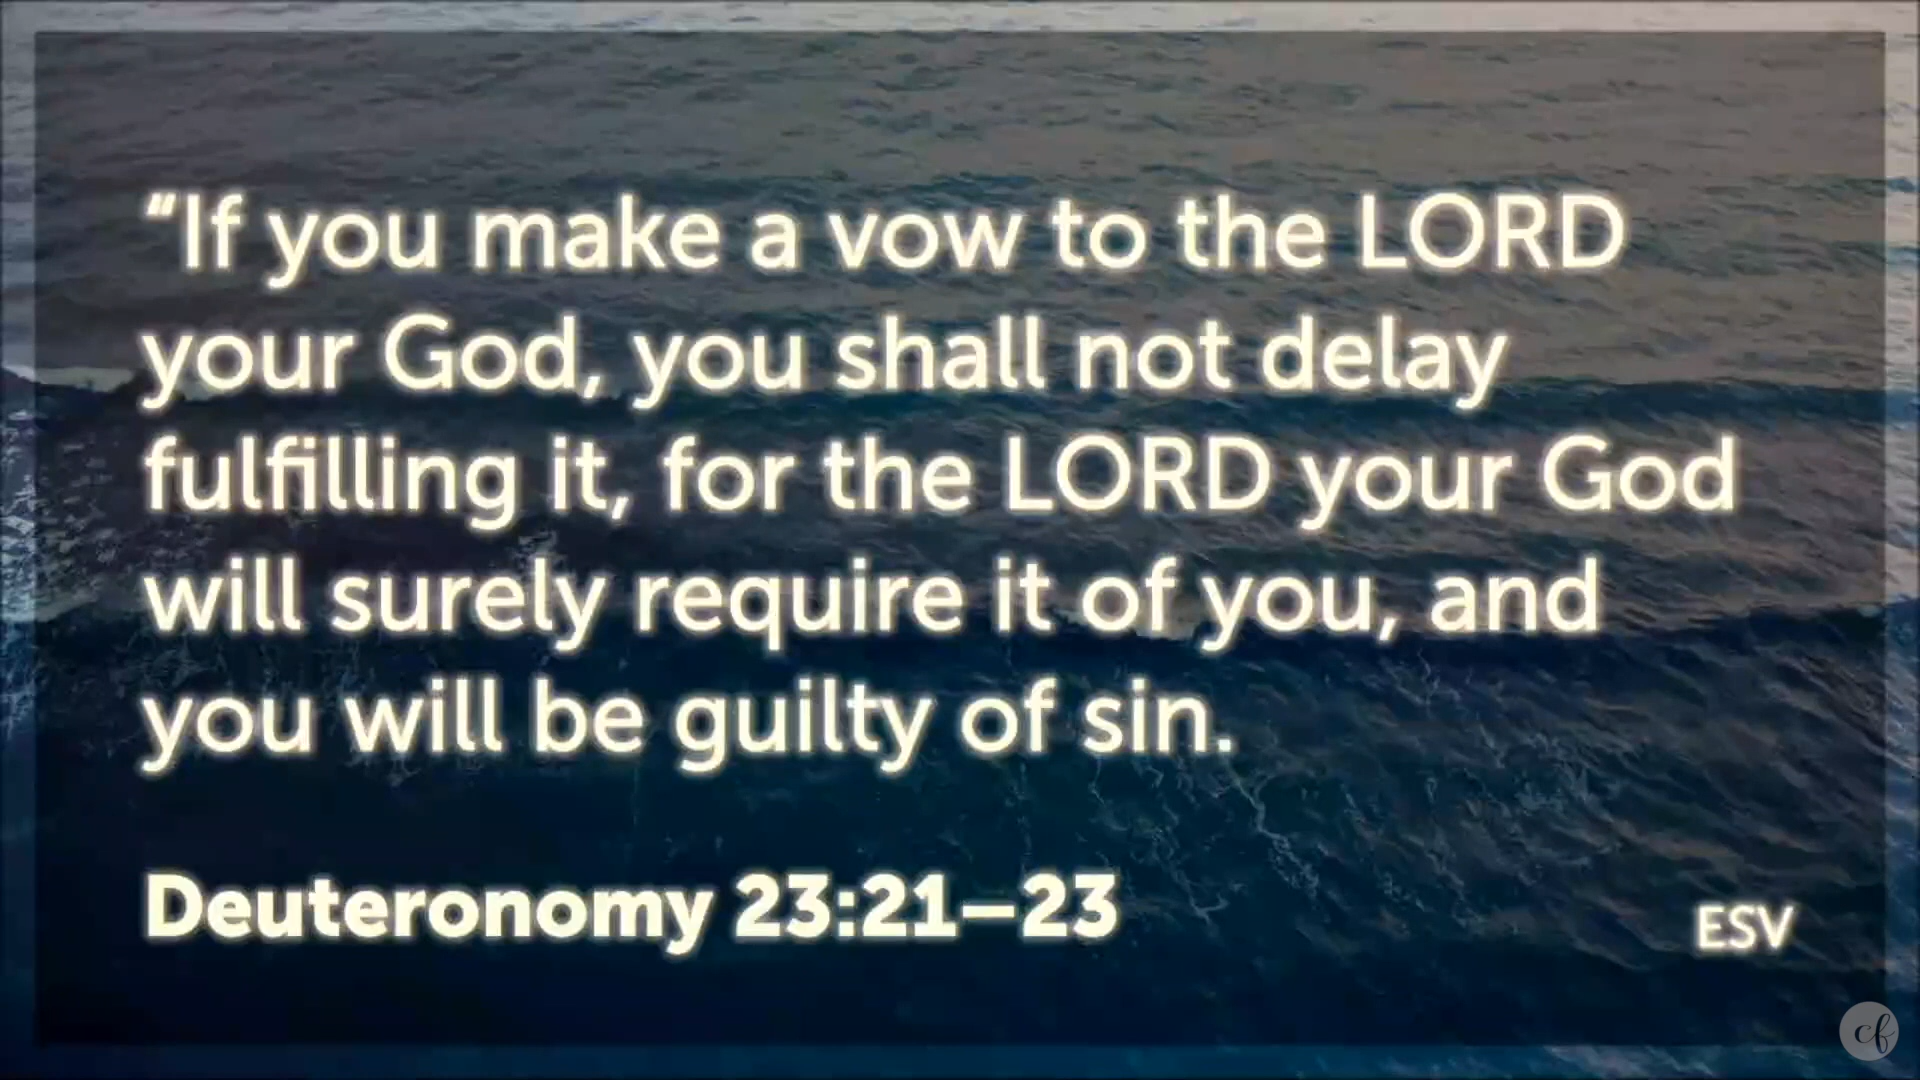 “If you make a vow to the LORD
your God, you shall not delay
fulfilling it, for the LORD your God
will surely require it of you, and
you will be guilty of sin.
Deuteronomy 23:21–23
ESV
cf